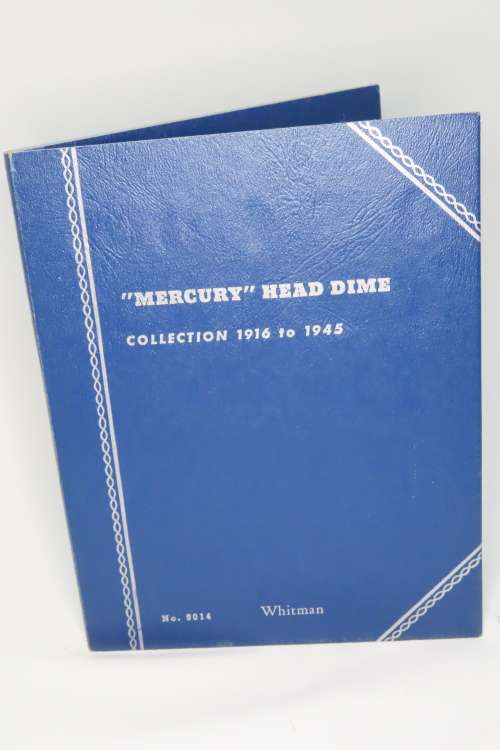 "MERCURY" HEAD DIME
COLLECTION 1916 to 1945
No. 9014
Whitman